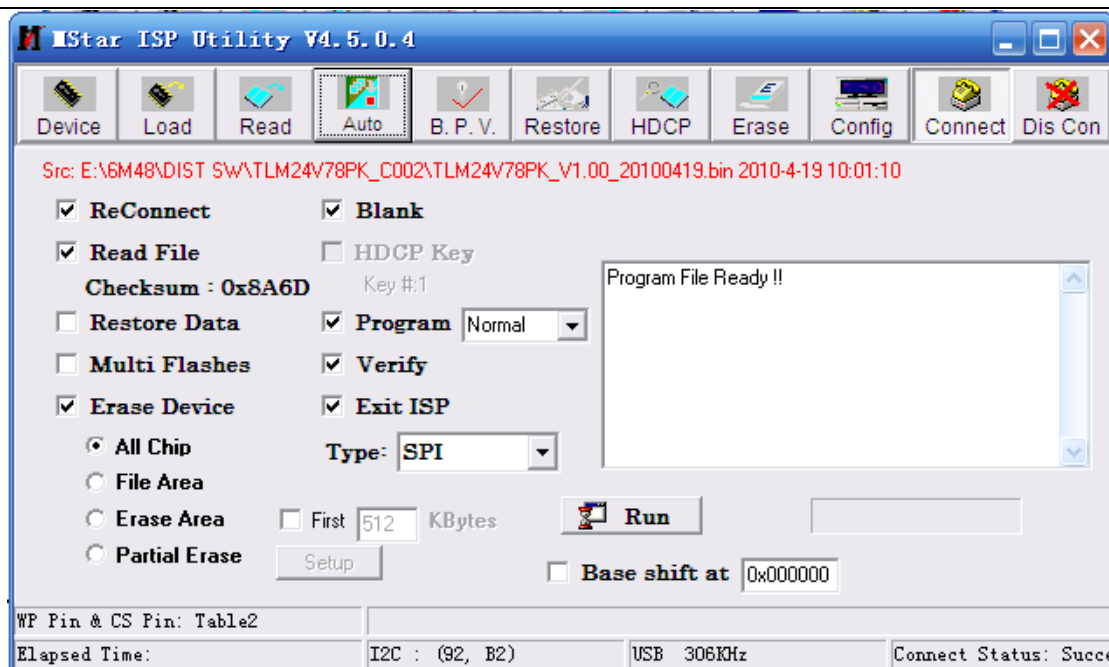 MStar ISP Utility V4.5.0.4
Device Load Read Auto B. P. V. Restore HDCP Erase Config Connect Dis Con
Src: E:\6M48\DIST SW\TLM24V78PK_C002\TLM24V78PK_V1.00_20100419.bin 2010-4-19 10:01:10
ReConnect Blank
Read File HDCP Key
Checksum : 0x8A6D Key #:1
Program File Ready !!
Restore Data Program Normal
Multi Flashes Verify
Erase Device Exit ISP
All Chip Type: SPI
File Area
Erase Area First 512 KBytes Run
Partial Erase Setup
Base shift at 0x000000
WP Pin & CS Pin: Table2
Elapsed Time: I2C : (92, B2) USB 306KHz Connect Status: Succe